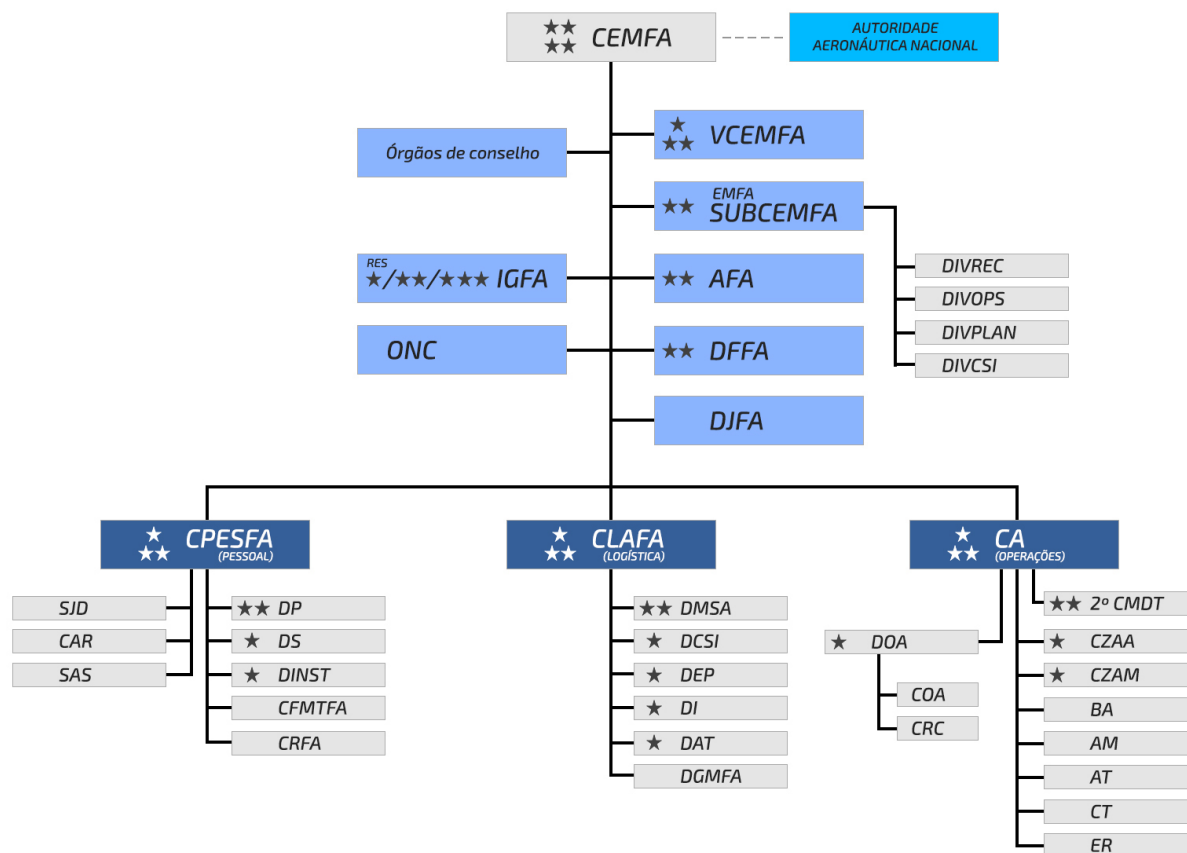 CEMFA
AUTORIDADE
AERONÁUTICA NACIONAL
VCEMFA
Órgãos de conselho
EMFA
SUBCEMFA
DIVREC
DIVOPS
DIVPLAN
DIVCSI
RES
★/★★/★★★ IGFA
AFA
ONC
DFFA
DJFA
CPESFA
(PESSOAL)
SJD
CAR
SAS
DP
DS
DINST
CFMTFA
CRFA
CLAFA
(LOGÍSTICA)
DMSA
DCSI
DEP
DI
DAT
DGMFA
CA
(OPERAÇÕES)
DOA
COA
CRC
2º CMDT
CZAA
CZAM
BA
AM
AT
CT
ER